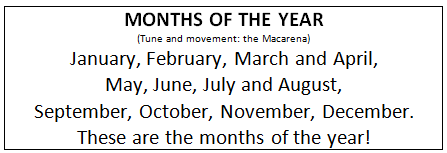 MONTHS OF THE YEAR
(Tune and movement: the Macarena)
January, February, March and April,
May, June, July and August,
September, October, November, December.
These are the months of the year!